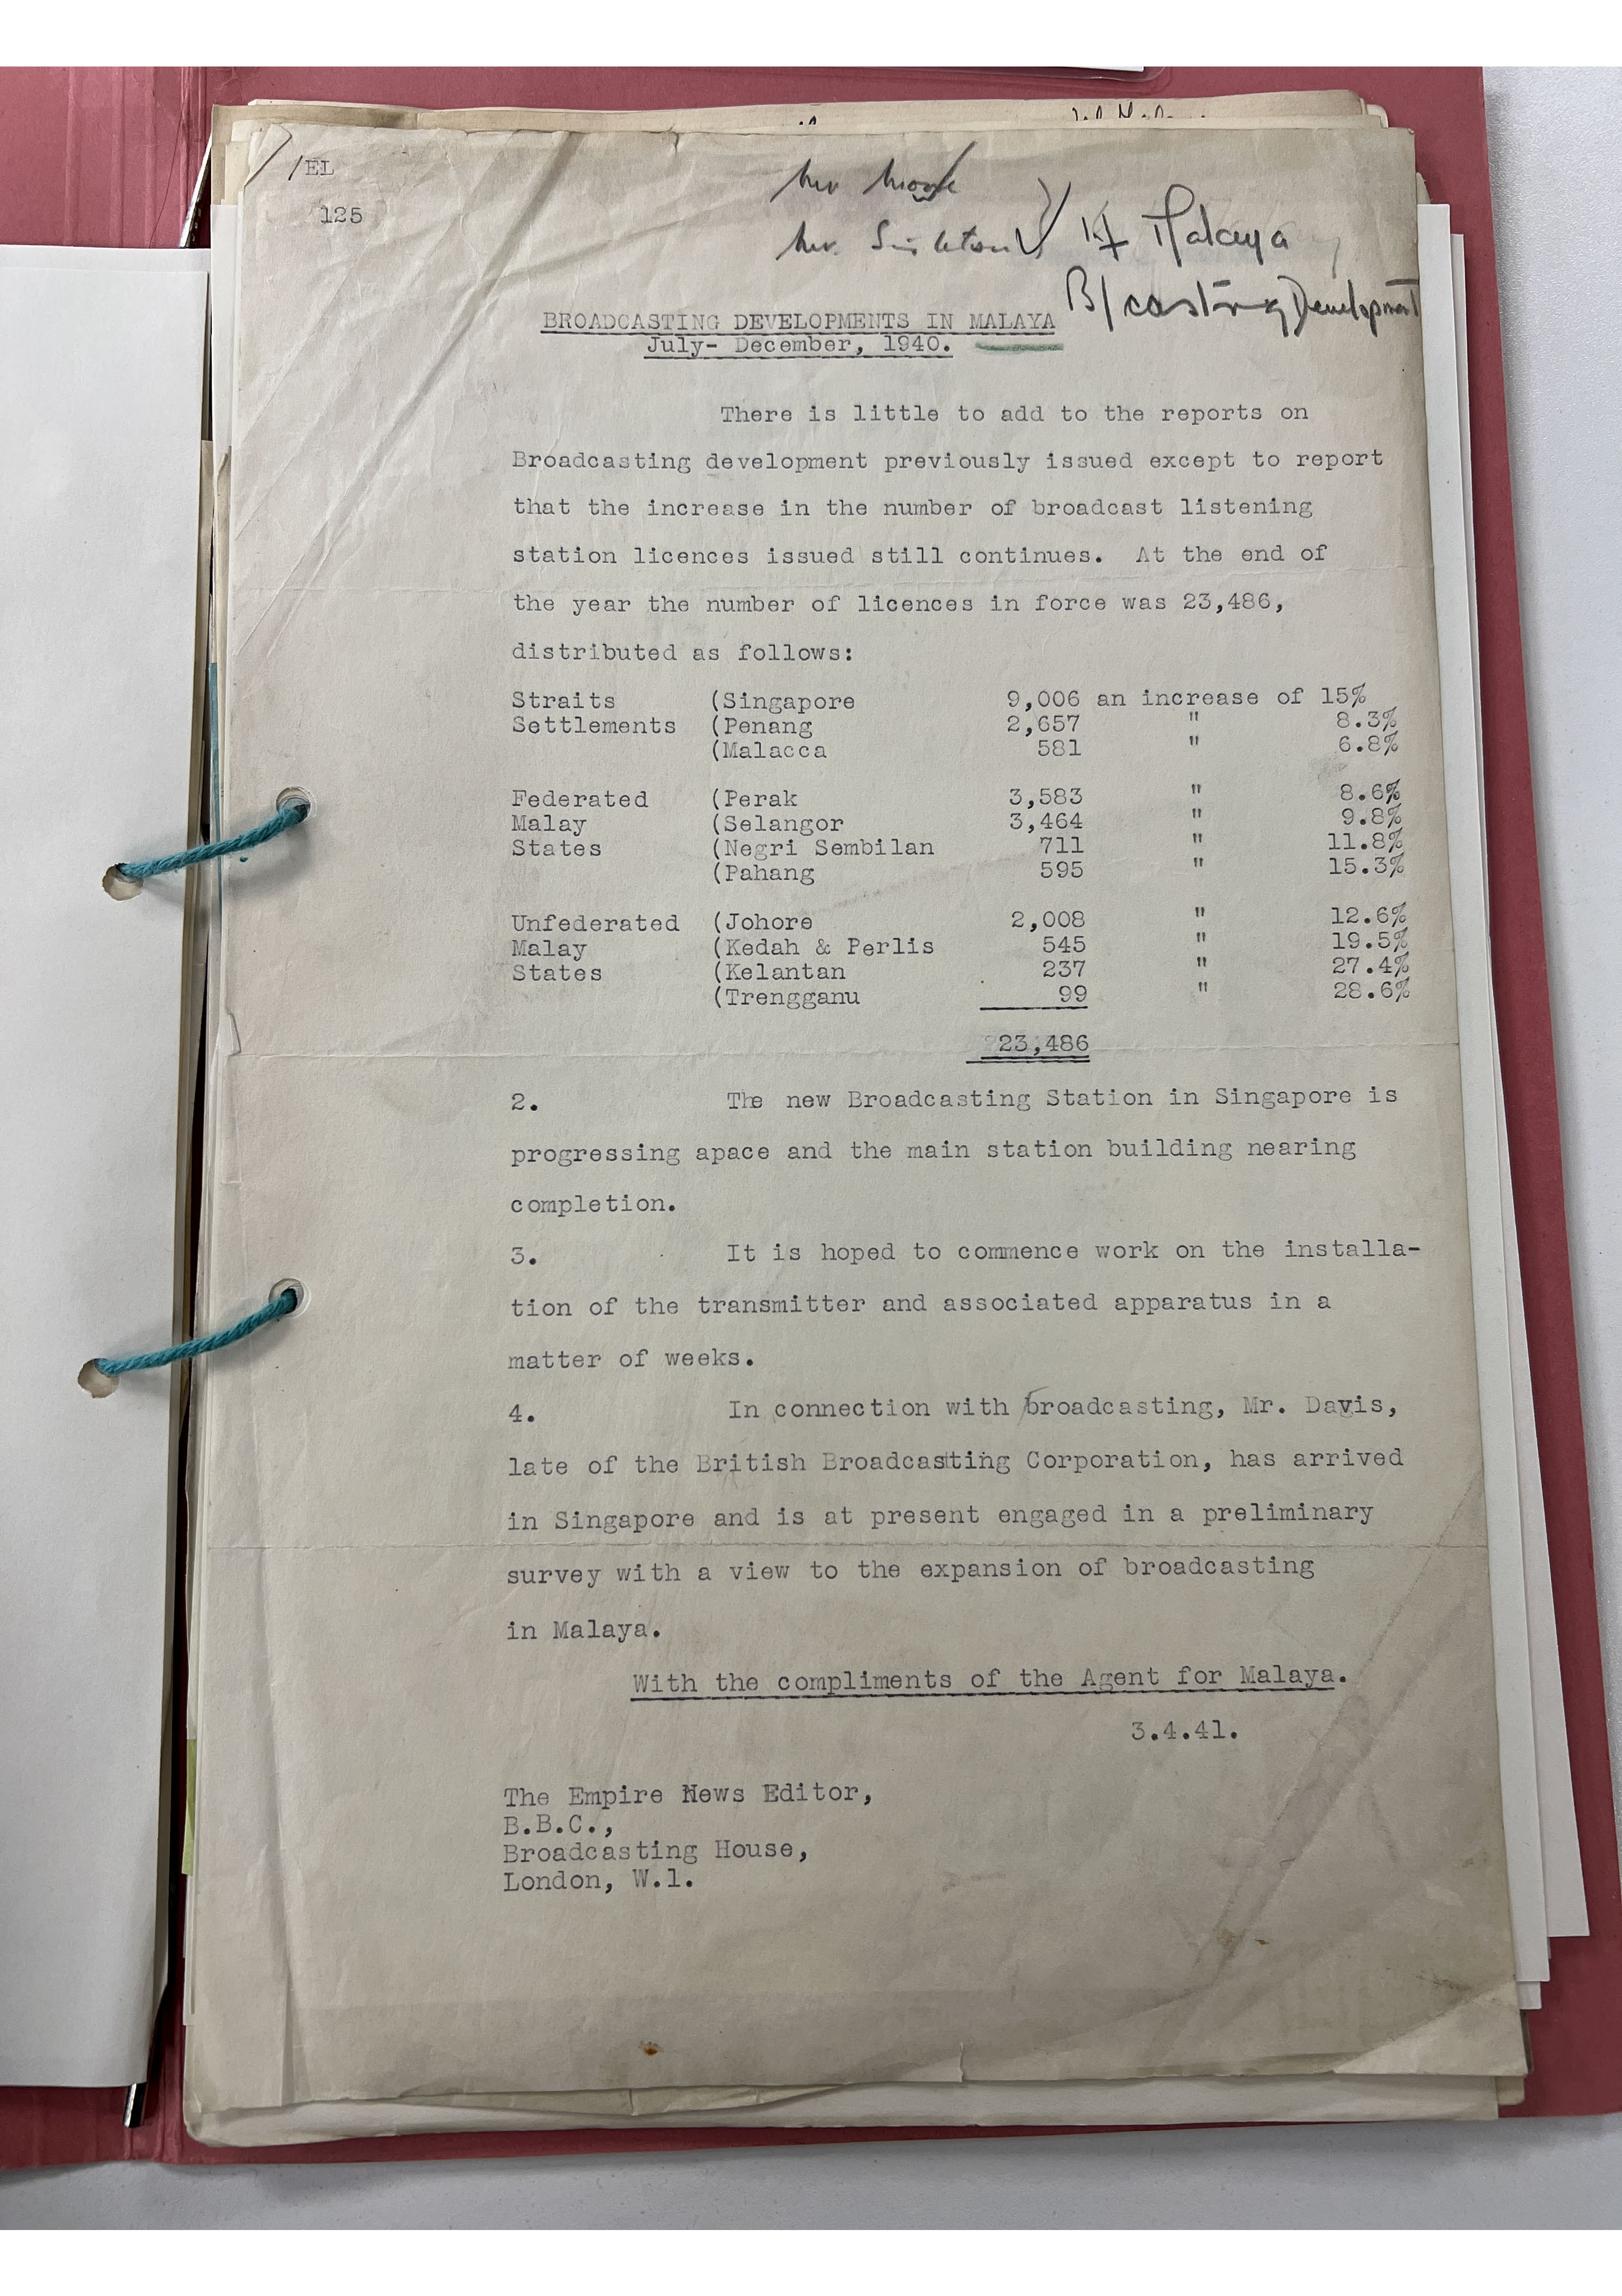 /EL
125
Mr Moore
Mr. Singleton
Kf Malaya
B/casting Development
BROADCASTING DEVELOPMENTS IN MALAYA
July- December, 1940.
There is little to add to the reports on
Broadcasting development previously issued except to report
that the increase in the number of broadcast listening
station licences issued still continues. At the end of
the year the number of licences in force was 23,486,
distributed as follows:
Straits (Singapore 9,006 an increase of 15%
Settlements (Penang 2,657 " 8.3%
(Malacca 581 " 6.8%
Federated (Perak 3,583 " 8.6%
Malay (Selangor 3,464 " 9.8%
States (Negri Sembilan 711 " 11.8%
(Pahang 595 " 15.3%
Unfederated (Johore 2,008 " 12.6%
Malay (Kedah & Perlis 545 " 19.5%
States (Kelantan 237 " 27.4%
(Trengganu 99 " 28.6%
23,486
2. The new Broadcasting Station in Singapore is
progressing apace and the main station building nearing
completion.
3. It is hoped to commence work on the installa-
tion of the transmitter and associated apparatus in a
matter of weeks.
4. In connection with broadcasting, Mr. Davis,
late of the British Broadcasting Corporation, has arrived
in Singapore and is at present engaged in a preliminary
survey with a view to the expansion of broadcasting
in Malaya.
With the compliments of the Agent for Malaya.
3.4.41.
The Empire News Editor,
B.B.C.,
Broadcasting House,
London, W.1.